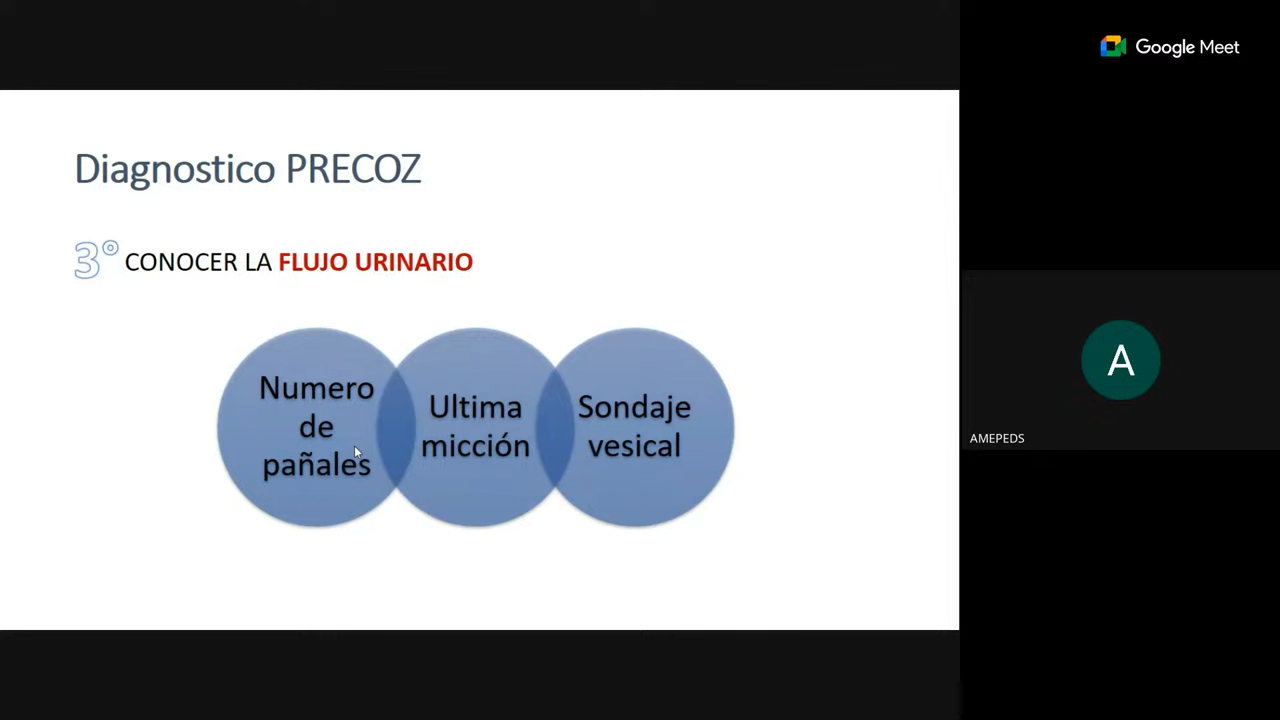 Google Meet
Diagnostico PRECOZ
3° CONOCER LA FLUJO URINARIO
Numero
de
pañales
Ultima
micción
Sondaje
vesical
A
AMEPEDS